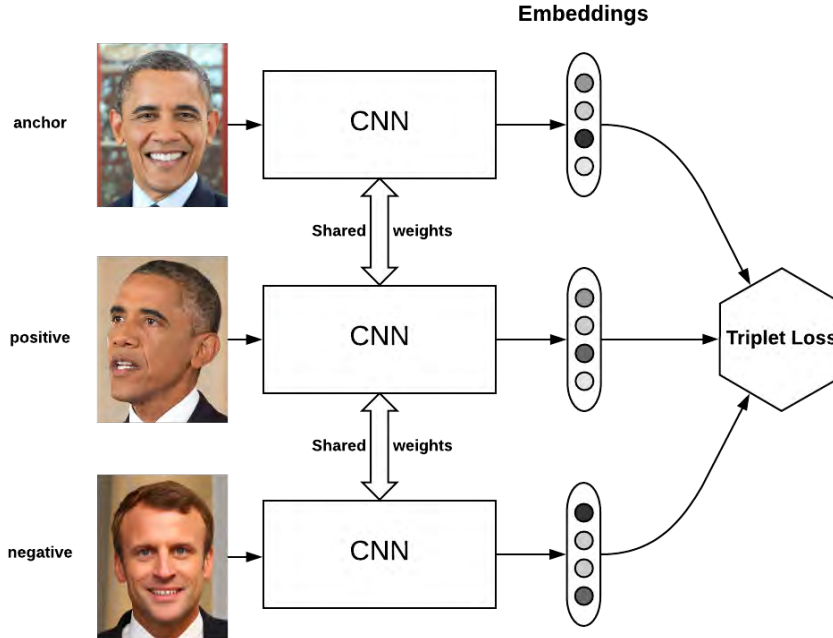 Embeddings
anchor
CNN
Shared weights
positive
CNN
Triplet Loss
Shared weights
negative
CNN